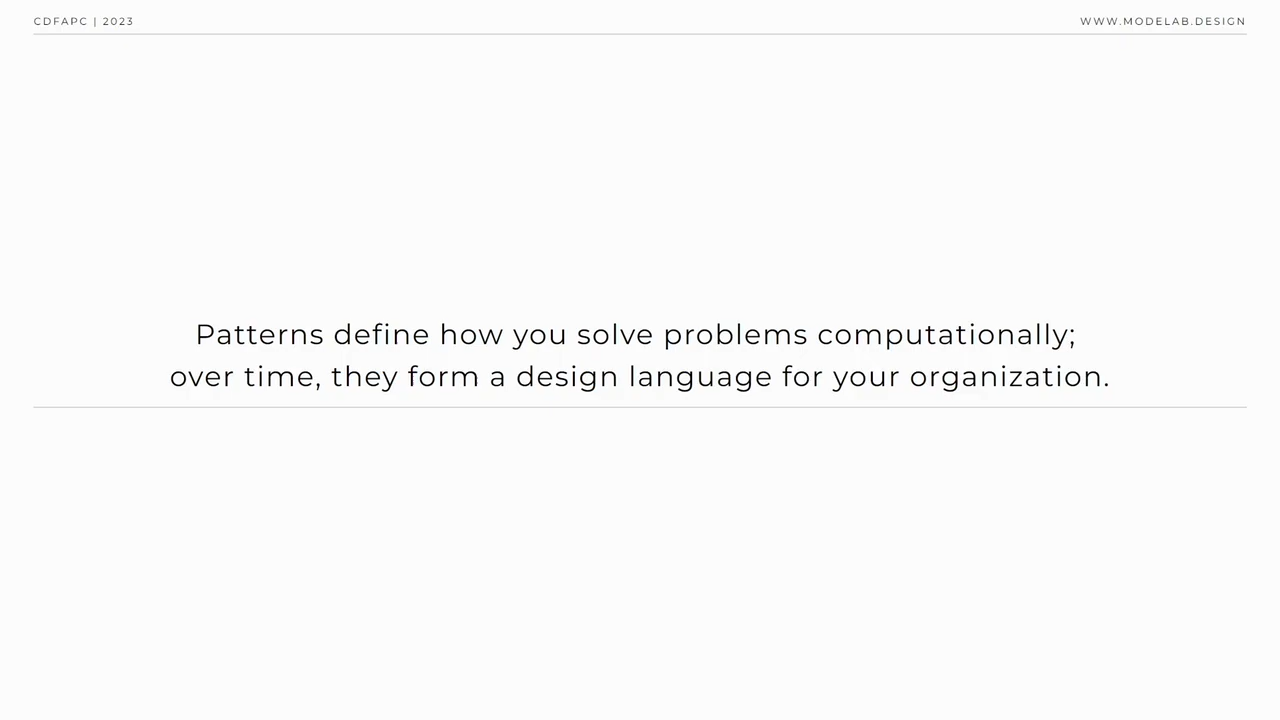 CDFAPC | 2023
WWW.MODELAB.DESIGN
Patterns define how you solve problems computationally;
over time, they form a design language for your organization.